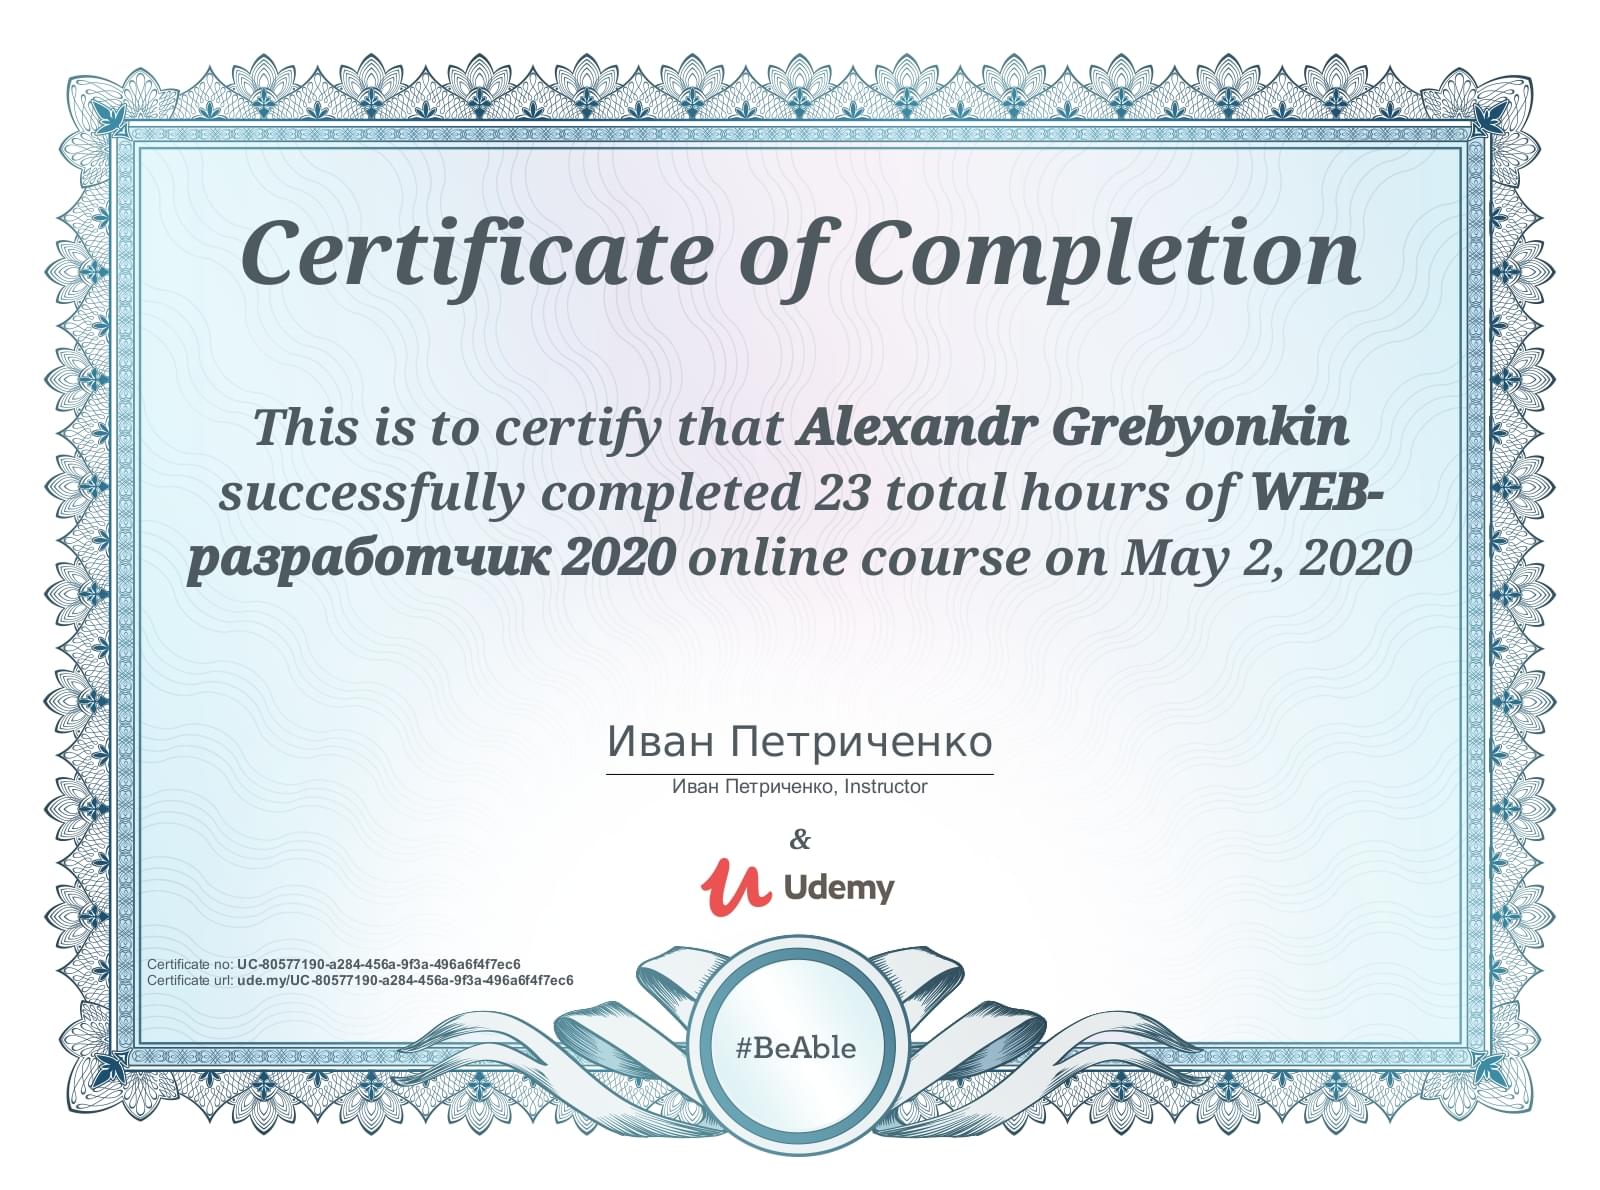 Certificate of Completion
This is to certify that Alexandr Grebyonkin
successfully completed 23 total hours of WEB-
разработчик 2020 online course on May 2, 2020
Иван Петриченко
Иван Петриченко, Instructor
&
Udemy
Certificate no: UC-80577190-a284-456a-9f3a-496a6f4f7ec6
Certificate url: ude.my/UC-80577190-a284-456a-9f3a-496a6f4f7ec6
#BeAble